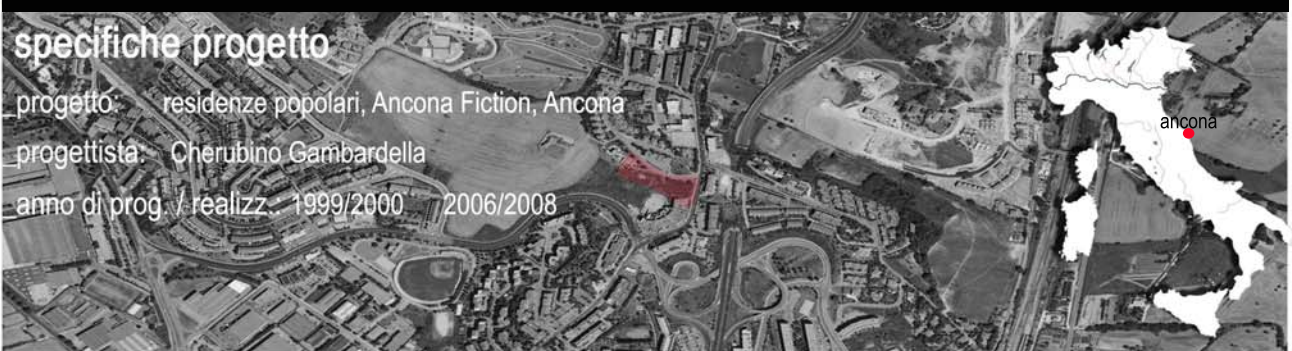 specifiche progetto
progetto: residenze popolari, Ancona Fiction, Ancona
progettista: Cherubino Gambardella
anno di prog. / realizz.: 1999/2000 2006/2008
ancona